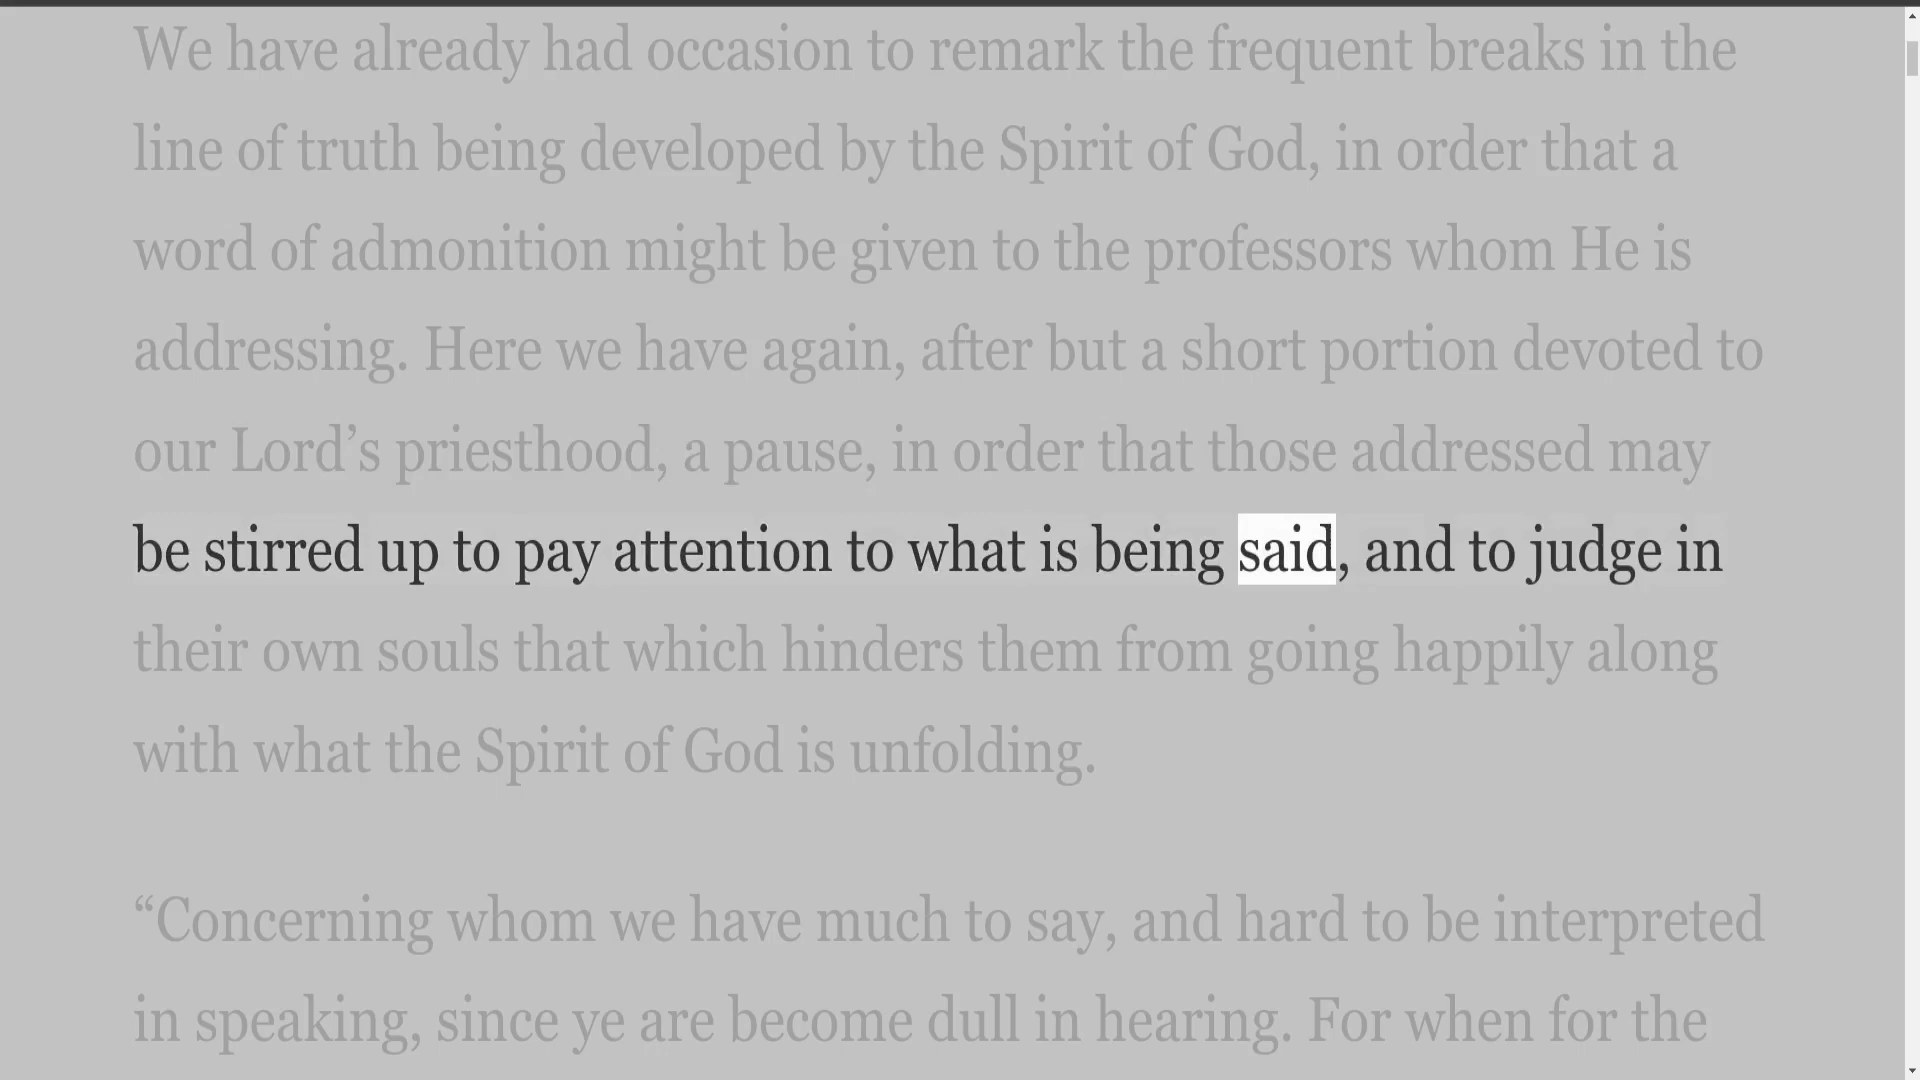 We have already had occasion to remark the frequent breaks in the
line of truth being developed by the Spirit of God, in order that a
word of admonition might be given to the professors whom He is
addressing. Here we have again, after but a short portion devoted to
our Lord’s priesthood, a pause, in order that those addressed may
be stirred up to pay attention to what is being said, and to judge in
their own souls that which hinders them from going happily along
with what the Spirit of God is unfolding.
“Concerning whom we have much to say, and hard to be interpreted
in speaking, since ye are become dull in hearing. For when for the